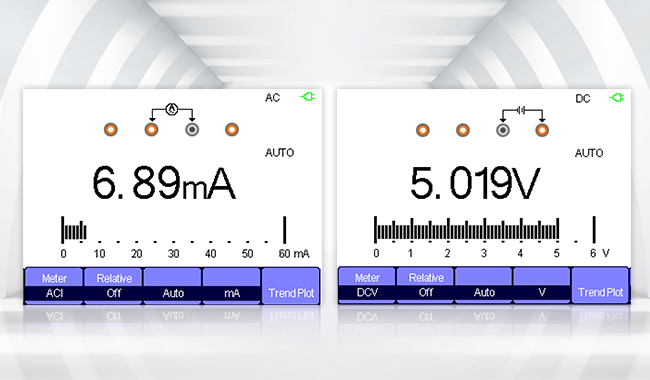 AC
AUTO
6.89mA
0 10 20 30 40 50 60 mA
Meter Relative
ACI Off Auto mA Trend Plot
DC
AUTO
5.019V
0 1 2 3 4 5 6 V
Meter Relative
DCV Off Auto V Trend Plot